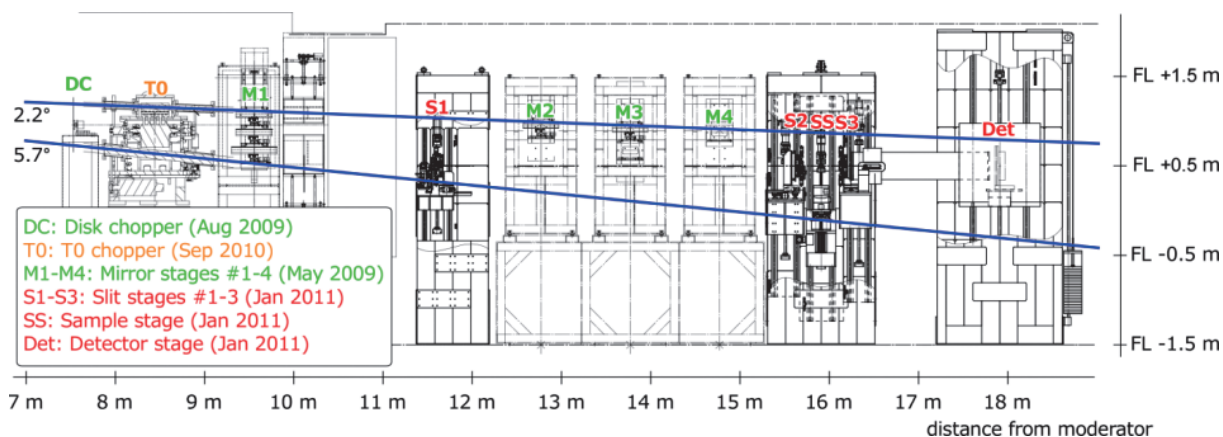 DC
T0
M1
S1
M2
M3
M4
S2 SS S3
Det
2.2°
5.7°
FL +1.5 m
FL +0.5 m
FL -0.5 m
FL -1.5 m
DC: Disk chopper (Aug 2009)
T0: T0 chopper (Sep 2010)
M1-M4: Mirror stages #1-4 (May 2009)
S1-S3: Slit stages #1-3 (Jan 2011)
SS: Sample stage (Jan 2011)
Det: Detector stage (Jan 2011)
7 m 8 m 9 m 10 m 11 m 12 m 13 m 14 m 15 m 16 m 17 m 18 m
distance from moderator